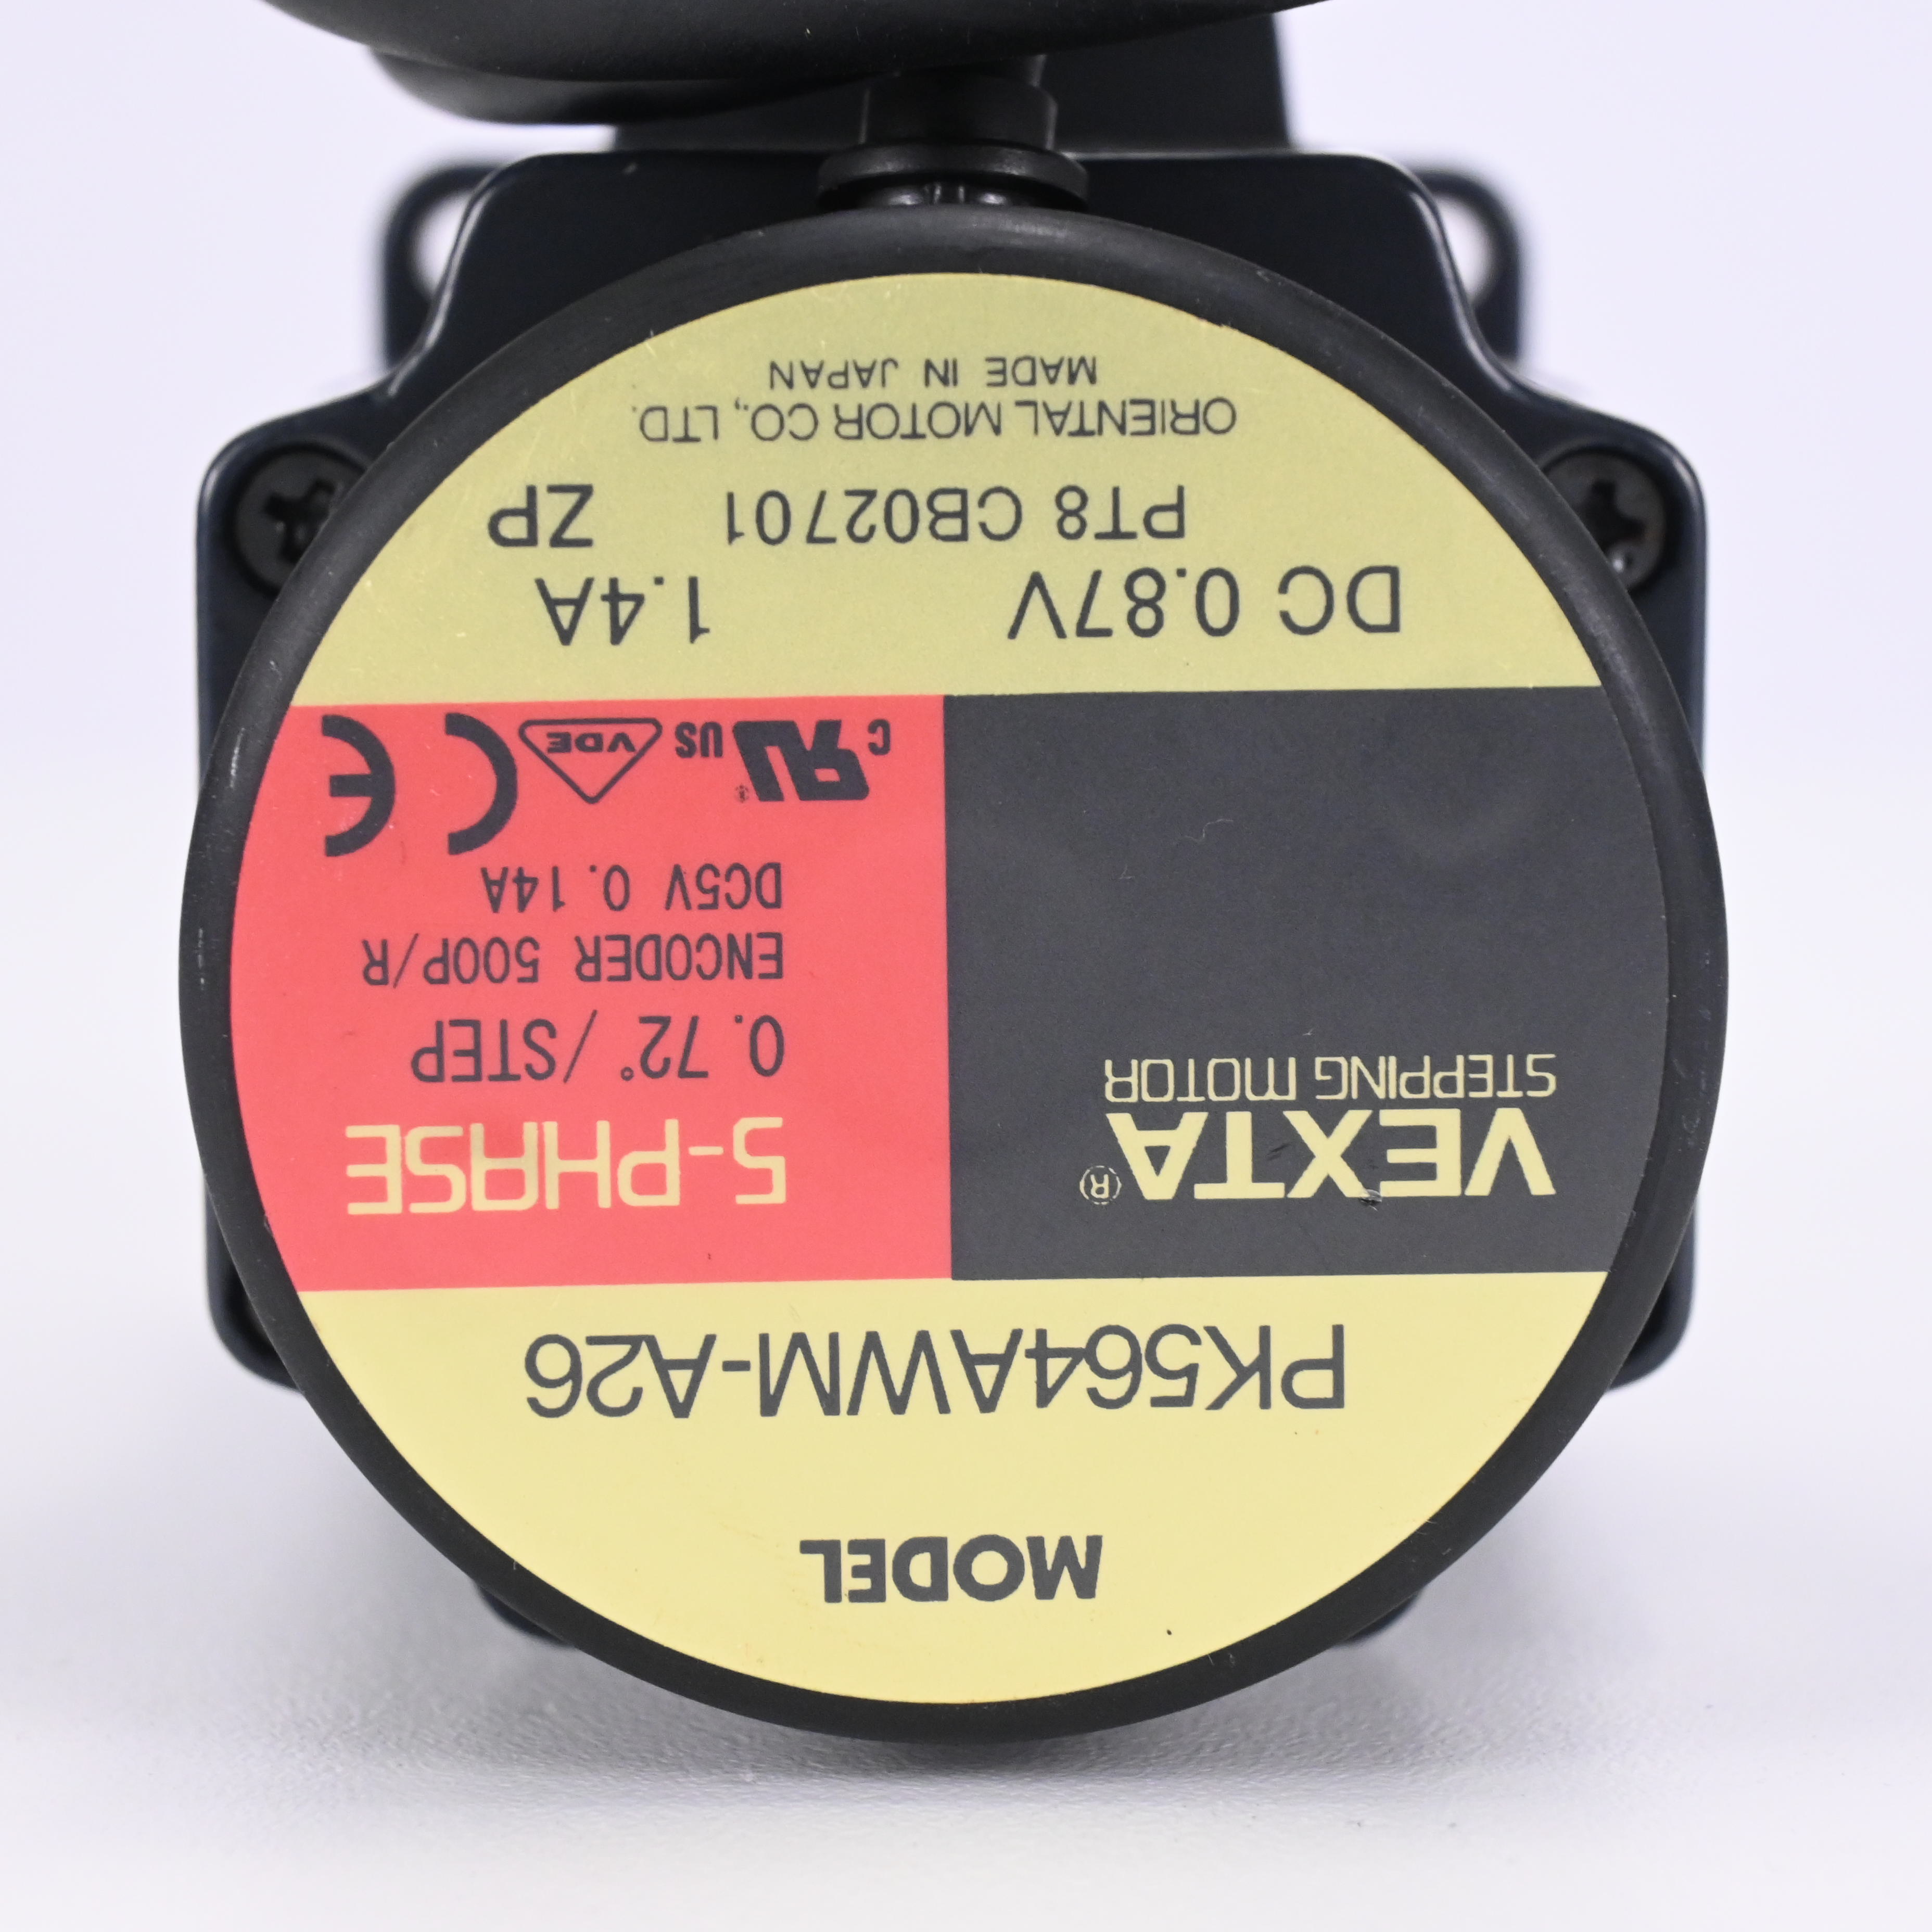 MODEL
PK564AWM-A26
VEXTA®
STEPPING MOTOR
5-PHASE
0.72°/STEP
ENCODER 500P/R
DC5V 0.14A
c RU® US VDE CE
DC 0.87V 1.4A
PT8 CB02701 ZP
ORIENTAL MOTOR CO., LTD.
MADE IN JAPAN